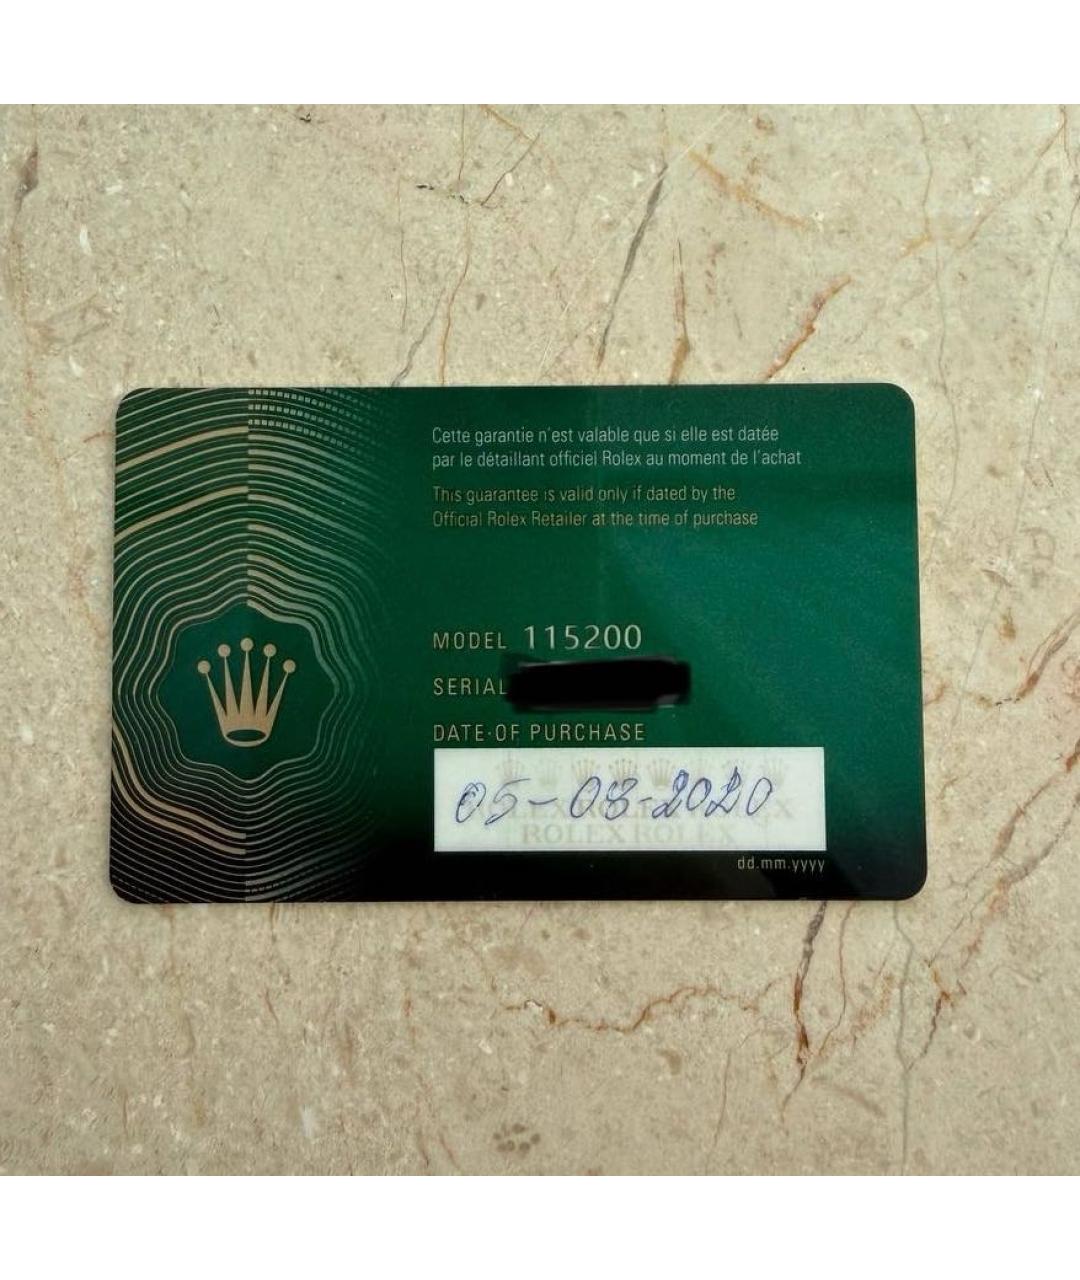 Cette garantie n'est valable que si elle est datée
par le détaillant officiel Rolex au moment de l'achat
This guarantee is valid only if dated by the
Official Rolex Retailer at the time of purchase
MODEL 115200
SERIAL
DATE OF PURCHASE
05-08-2020
ROLEX ROLEX
dd.mm.yyyy